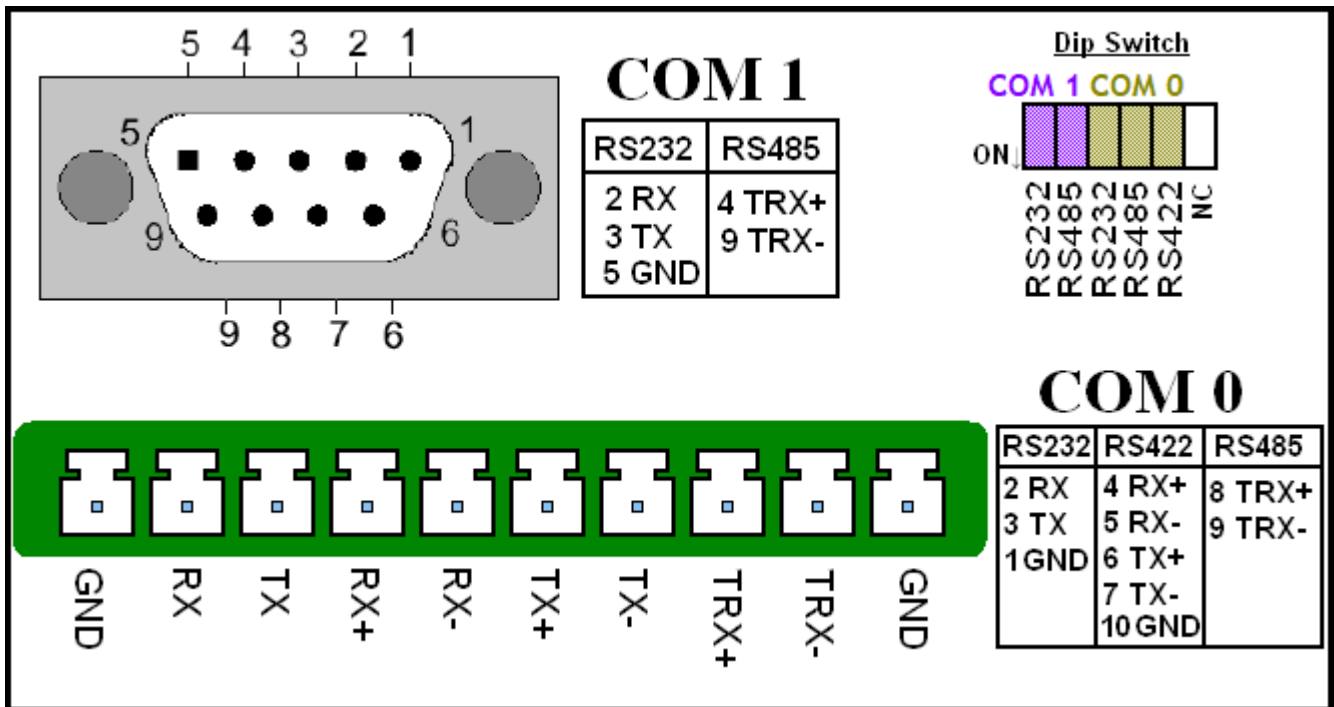 5 4 3 2 1
5 1
9 6
9 8 7 6
COM 1
RS232 RS485
2 RX 4 TRX+
3 TX 9 TRX-
5 GND
Dip Switch
COM 1 COM 0
ON↓
RS232 RS485 RS232 RS485 RS422 NC
COM 0
RS232 RS422 RS485
2 RX 4 RX+ 8 TRX+
3 TX 5 RX- 9 TRX-
1GND 6 TX+
7 TX-
10GND
GND RX TX RX+ RX- TX+ TX- TRX+ TRX- GND